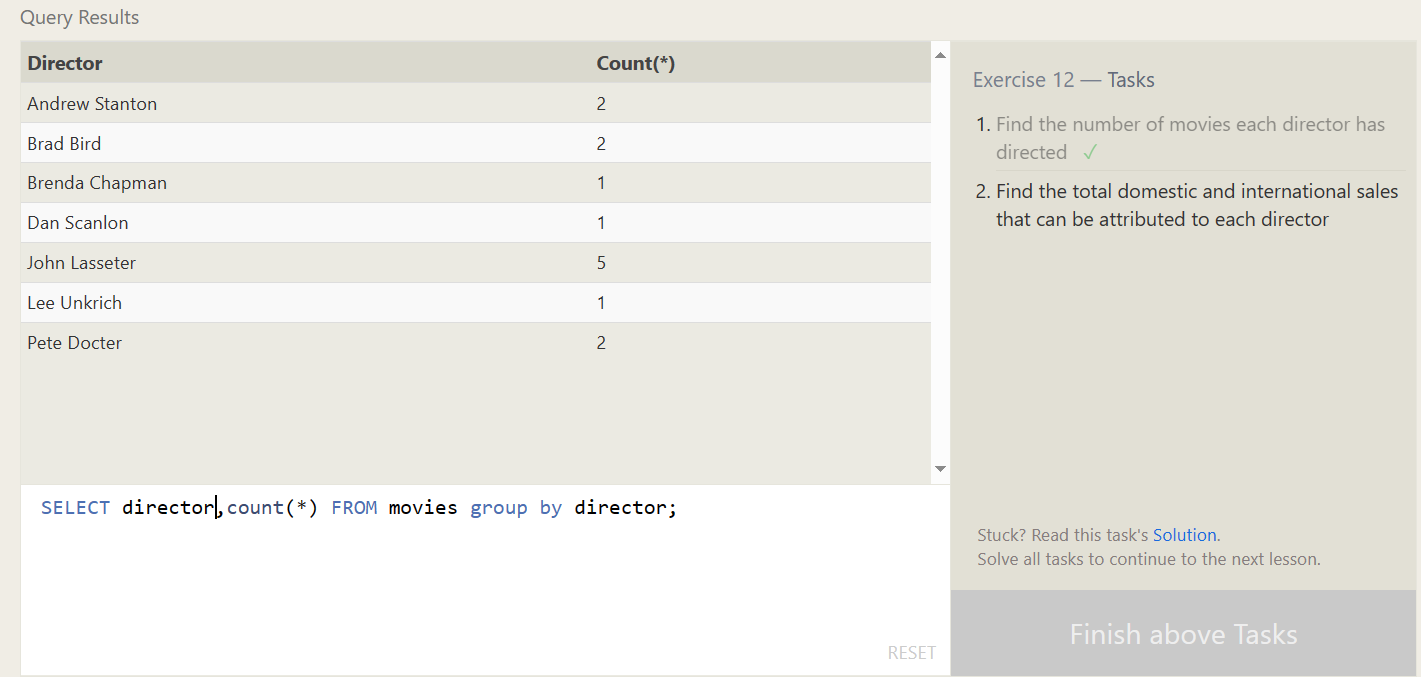 Query Results
Director Count(*)
Andrew Stanton 2
Brad Bird 2
Brenda Chapman 1
Dan Scanlon 1
John Lasseter 5
Lee Unkrich 1
Pete Docter 2
SELECT director,count(*) FROM movies group by director;
RESET
Exercise 12 — Tasks
1. Find the number of movies each director has
directed ✓
2. Find the total domestic and international sales
that can be attributed to each director
Stuck? Read this task's Solution.
Solve all tasks to continue to the next lesson.
Finish above Tasks